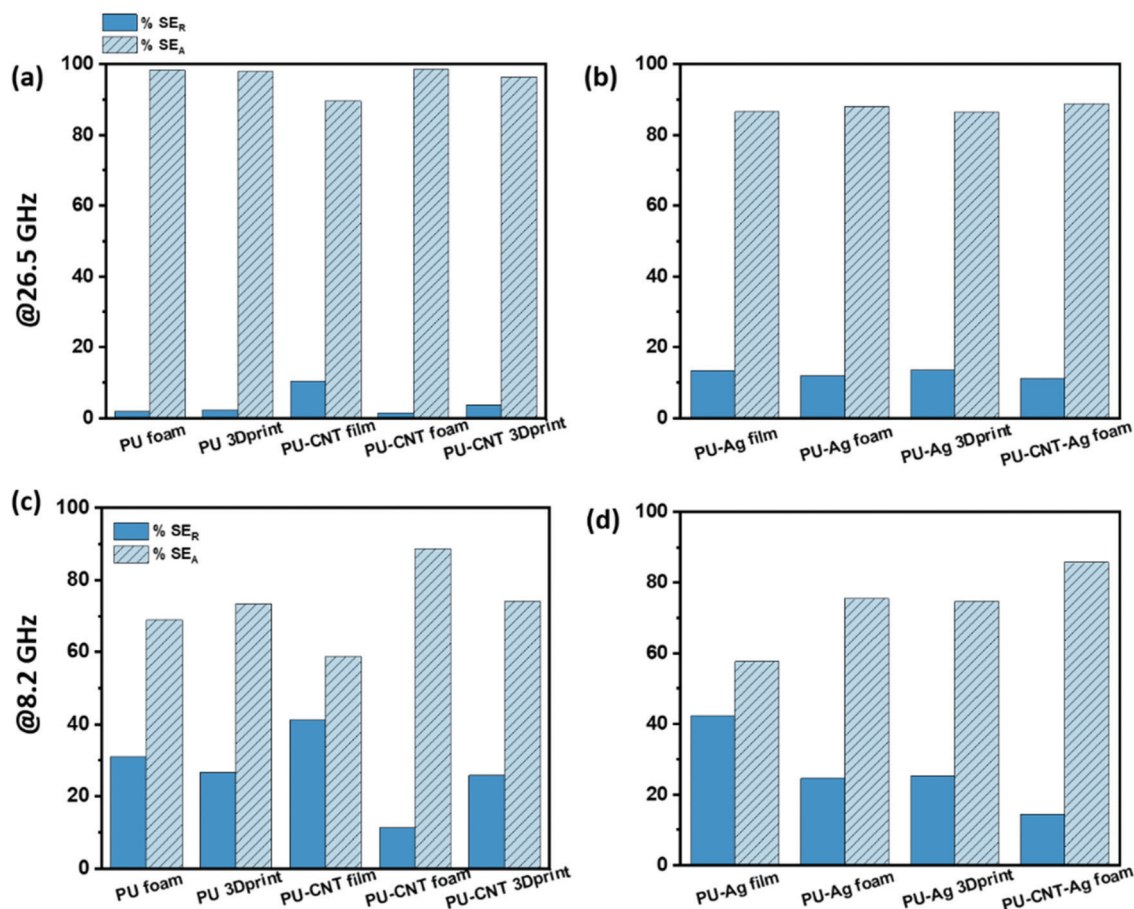 % SER
% SEA
(a)
100
80
60
40
20
0
PU foam
PU 3Dprint
PU-CNT film
PU-CNT foam
PU-CNT 3Dprint
@26.5 GHz
(b)
100
80
60
40
20
0
PU-Ag film
PU-Ag foam
PU-Ag 3Dprint
PU-CNT-Ag foam
(c)
% SER
% SEA
100
80
60
40
20
0
PU foam
PU 3Dprint
PU-CNT film
PU-CNT foam
PU-CNT 3Dprint
@8.2 GHz
(d)
100
80
60
40
20
0
PU-Ag film
PU-Ag foam
PU-Ag 3Dprint
PU-CNT-Ag foam